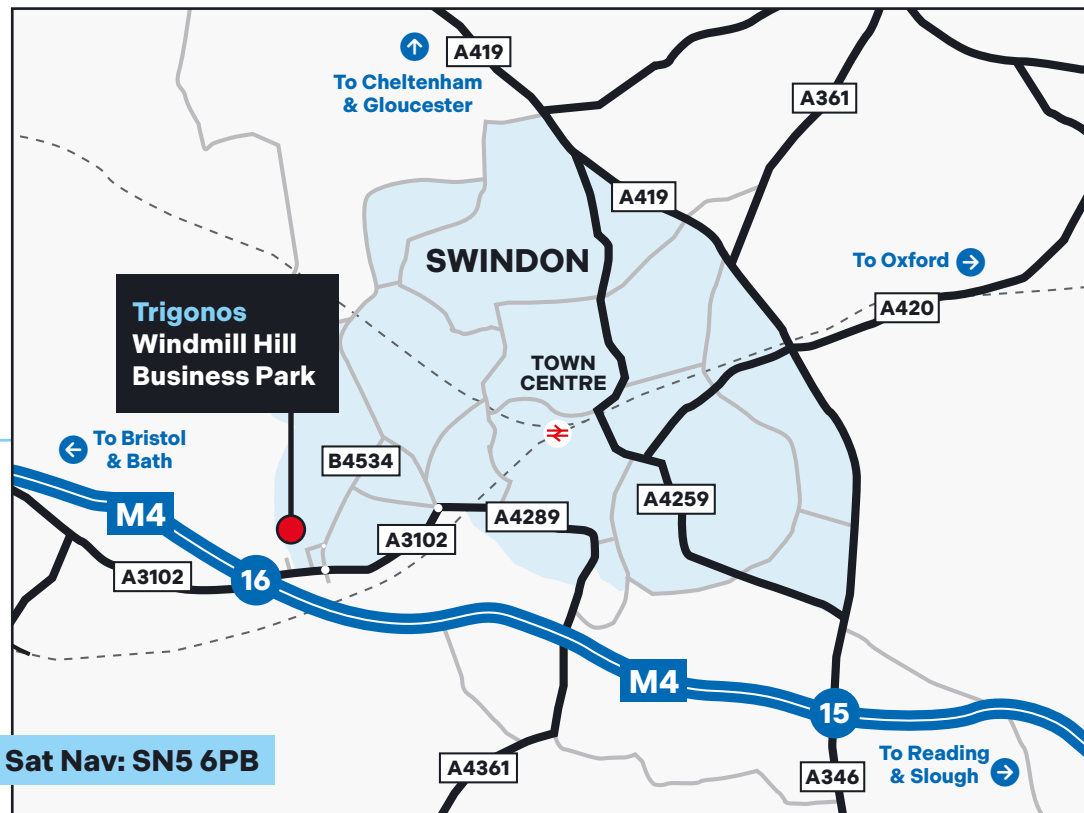 A419
To Cheltenham
& Gloucester
A361
A419
SWINDON
To Oxford
A420
Trigonos
Windmill Hill
Business Park
TOWN
CENTRE
To Bristol
& Bath
B4534
M4
A4259
A4289
A3102
A3102
16
M4
15
Sat Nav: SN5 6PB
A4361
A346
To Reading
& Slough